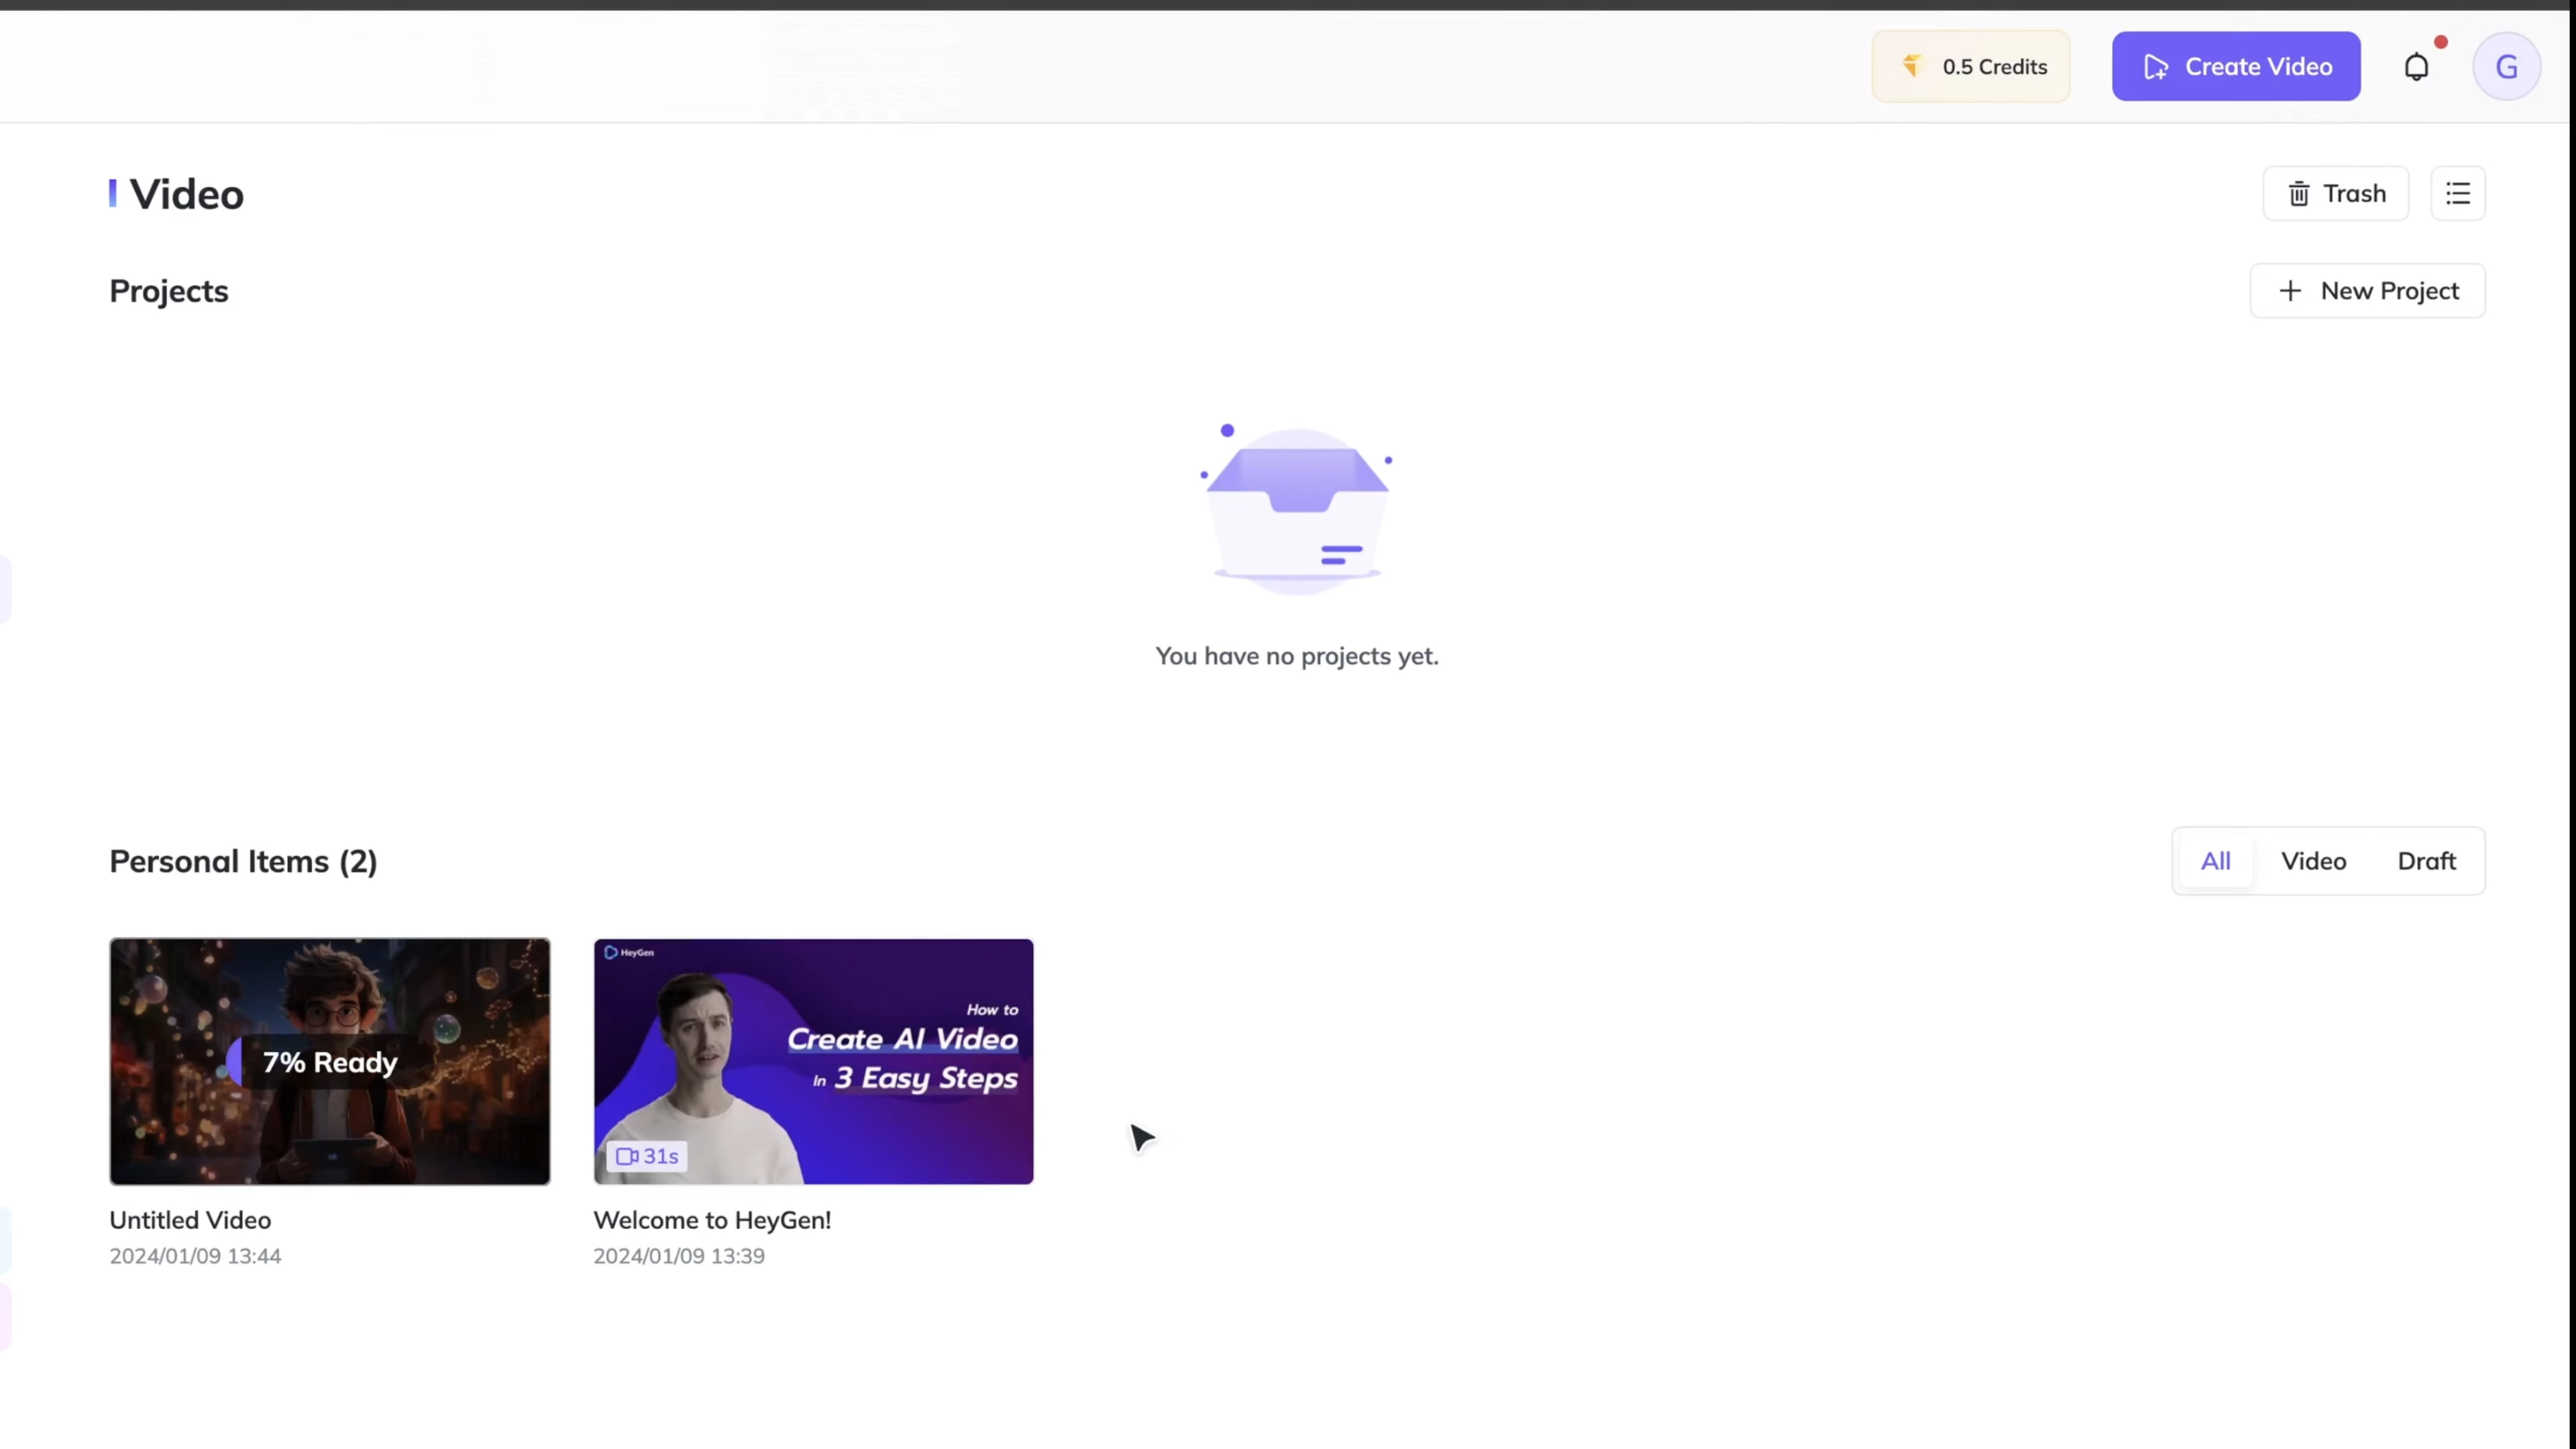 0.5 Credits
Create Video
G
Video
Trash
Projects
New Project
You have no projects yet.
Personal Items (2)
All
Video
Draft
7% Ready
HeyGen
How to
Create AI Video
In 3 Easy Steps
31s
Untitled Video
Welcome to HeyGen!
2024/01/09 13:44
2024/01/09 13:39